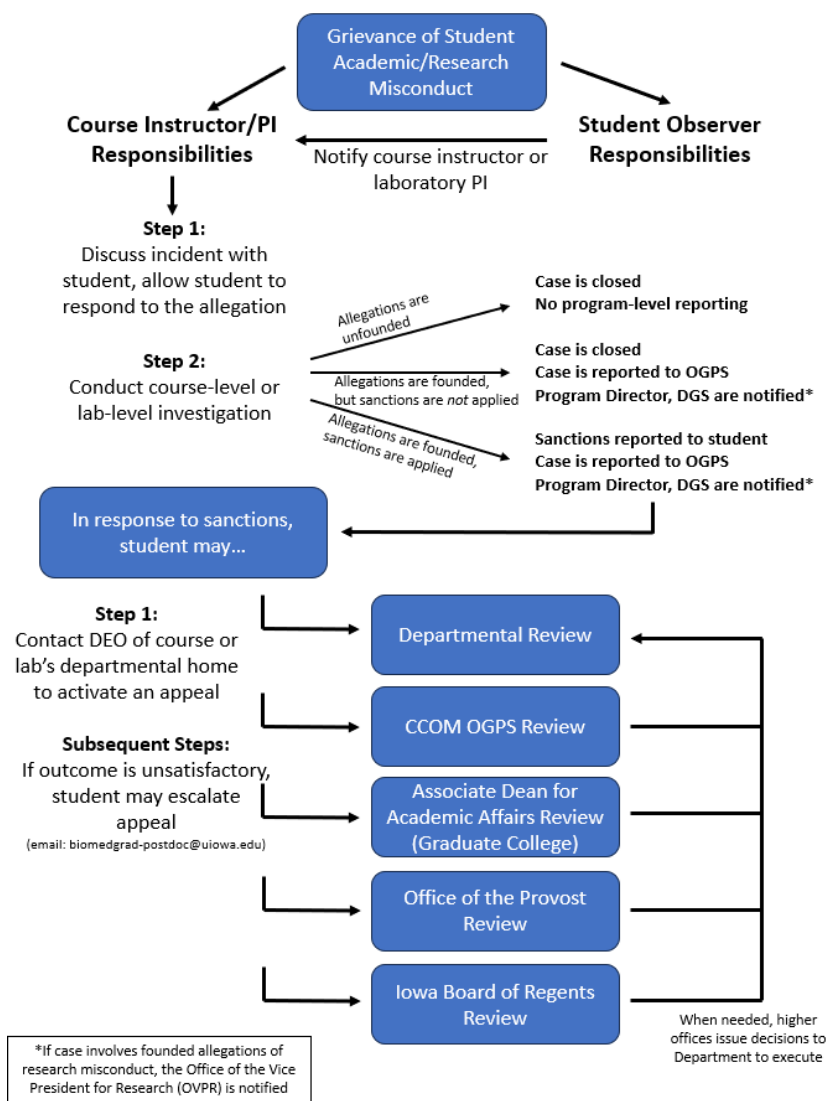 Grievance of Student
Academic/Research
Misconduct
Course Instructor/PI
Responsibilities
Student Observer
Responsibilities
Notify course instructor or
laboratory PI
Step 1:
Discuss incident with
student, allow student to
respond to the allegation
Step 2:
Conduct course-level or
lab-level investigation
Allegations are
unfounded
Case is closed
No program-level reporting
Allegations are founded,
but sanctions are not applied
Case is closed
Case is reported to OGPS
Program Director, DGS are notified*
Allegations are founded,
sanctions are applied
Sanctions reported to student
Case is reported to OGPS
Program Director, DGS are notified*
In response to sanctions,
student may...
Step 1:
Contact DEO of course or
lab's departmental home
to activate an appeal
Subsequent Steps:
If outcome is unsatisfactory,
student may escalate
appeal
(email: biomedgrad-postdoc@uiowa.edu)
Departmental Review
CCOM OGPS Review
Associate Dean for
Academic Affairs Review
(Graduate College)
Office of the Provost
Review
Iowa Board of Regents
Review
When needed, higher
offices issue decisions to
Department to execute
*If case involves founded allegations of
research misconduct, the Office of the Vice
President for Research (OVPR) is notified